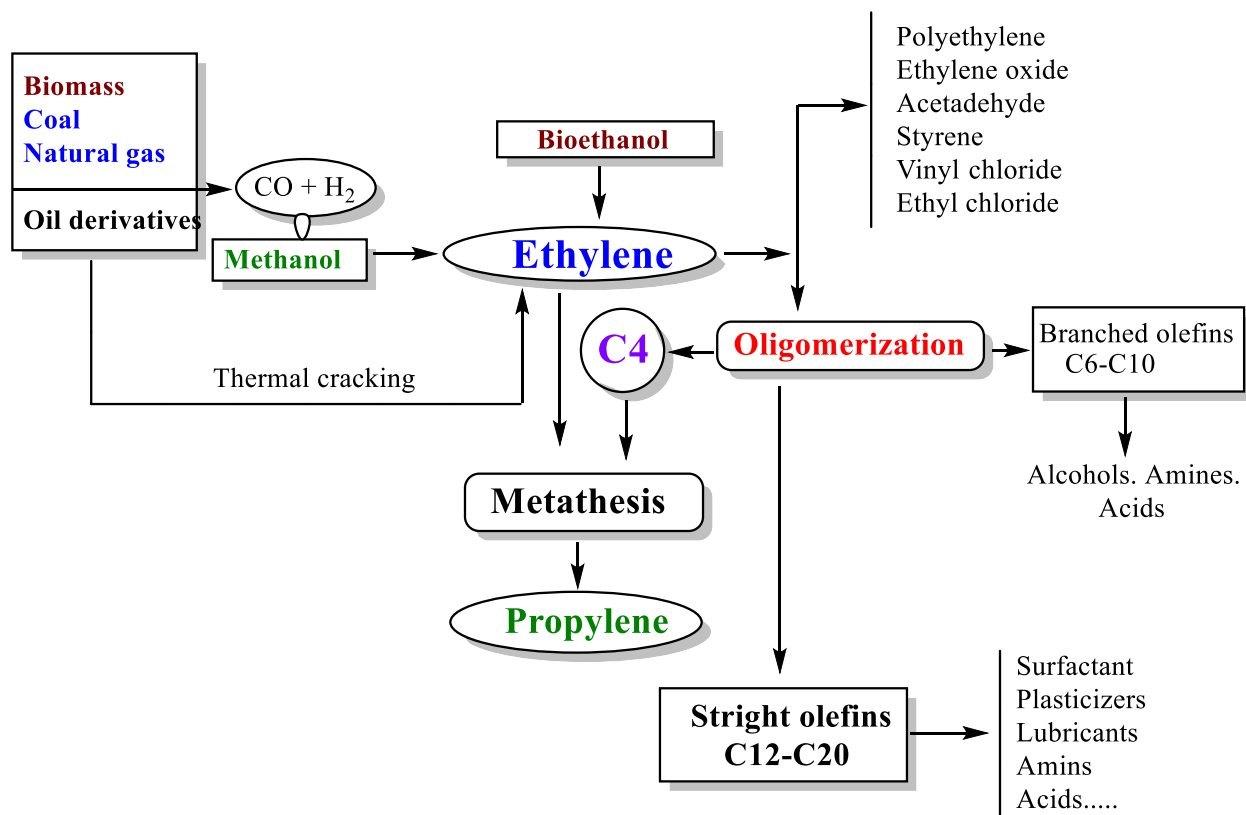 Biomass
Coal
Natural gas
Oil derivatives
CO + H₂
Methanol
Bioethanol
Ethylene
Thermal cracking
Polyethylene
Ethylene oxide
Acetadehyde
Styrene
Vinyl chloride
Ethyl chloride
C4
Oligomerization
Branched olefins
C6-C10
Alcohols. Amines.
Acids
Metathesis
Propylene
Stright olefins
C12-C20
Surfactant
Plasticizers
Lubricants
Amins
Acids.....